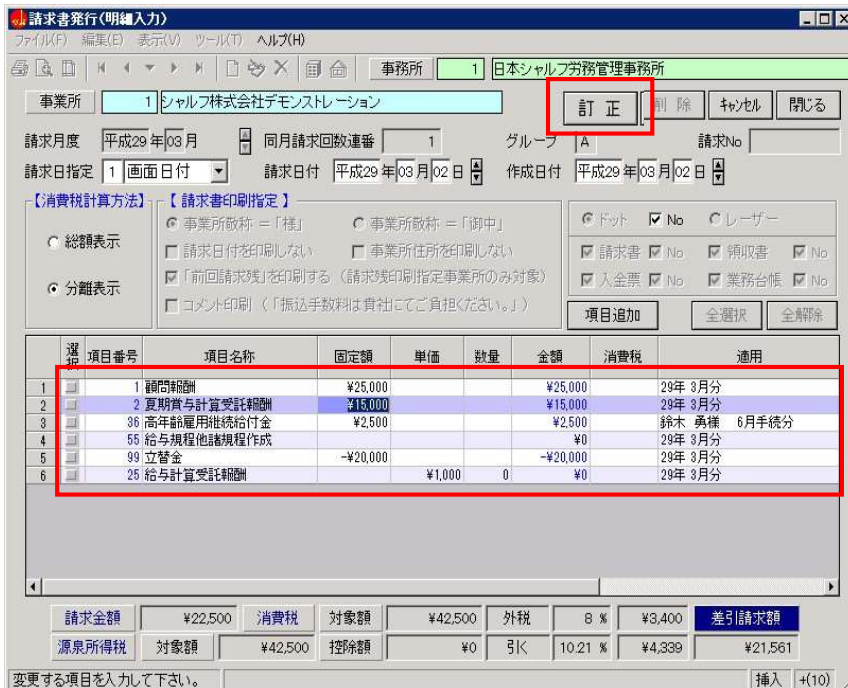 請求書発行(明細入力)
ファイル(F) 編集(E) 表示(V) ツール(T) ヘルプ(H)
事務所 1 日本シャルフ労務管理事務所
事業所 1 シャルフ株式会社デモンストレーション 訂正 削除 キャンセル 閉じる
請求月度 平成29年03月 同月請求回数連番 1 グループ A 請求No
請求日指定 1 画面日付 請求日付 平成29年03月02日 作成日付 平成29年03月02日
【消費税計算方法】 【 請求書印刷指定 】
事業所敬称 =「様」 事業所敬称 =「御中」 ドット No レーザー
総額表示
請求日付を印刷しない 事業所住所を印刷しない 請求書 No 領収書 No
分離表示
「前回請求残」を印刷する (請求残印刷指定事業所のみ対象) 入金票 No 業務台帳 No
コメント印刷 (「振込手数料は貴社にてご負担ください。」)
項目追加 全選択 全解除
選択 項目番号 項目名称 固定額 単価 数量 金額 消費税 適用
1 1 顧問報酬 ¥25,000 ¥25,000 29年 3月分
2 2 夏期賞与計算受託報酬 ¥15,000 ¥15,000 29年 3月分
3 36 高年齢雇用継続給付金 ¥2,500 ¥2,500 鈴木 勇様 6月手続分
4 55 給与規程他諸規程作成 ¥0 29年 3月分
5 99 立替金 -¥20,000 -¥20,000 29年 3月分
6 25 給与計算受託報酬 ¥1,000 0 ¥0 29年 3月分
請求金額 ¥22,500 消費税 対象額 ¥42,500 外税 8 % ¥3,400 差引請求額
源泉所得税 対象額 ¥42,500 控除額 ¥0 引く 10.21 % ¥4,339 ¥21,561
変更する項目を入力して下さい。 挿入 +(10)